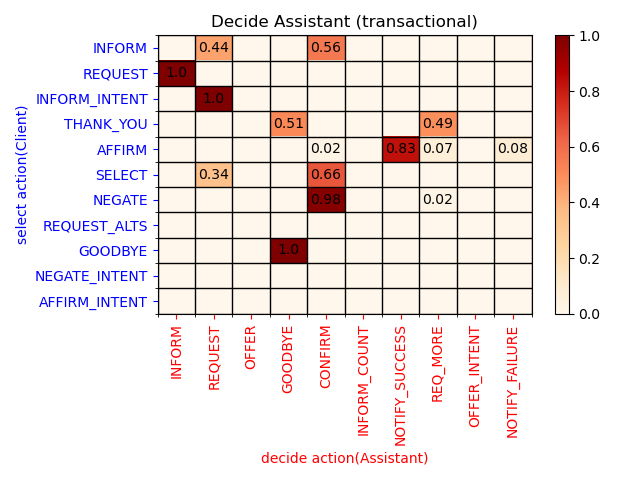 Decide Assistant (transactional)
select action(Client)
INFORM 0.44 0.56
REQUEST 1.0
INFORM_INTENT 1.0
THANK_YOU 0.51 0.49
AFFIRM 0.02 0.83 0.07 0.08
SELECT 0.34 0.66
NEGATE 0.98 0.02
REQUEST_ALTS
GOODBYE 1.0
NEGATE_INTENT
AFFIRM_INTENT
INFORM
REQUEST
OFFER
GOODBYE
CONFIRM
INFORM_COUNT
NOTIFY_SUCCESS
REQ_MORE
OFFER_INTENT
NOTIFY_FAILURE
decide action(Assistant)
1.0
0.8
0.6
0.4
0.2
0.0